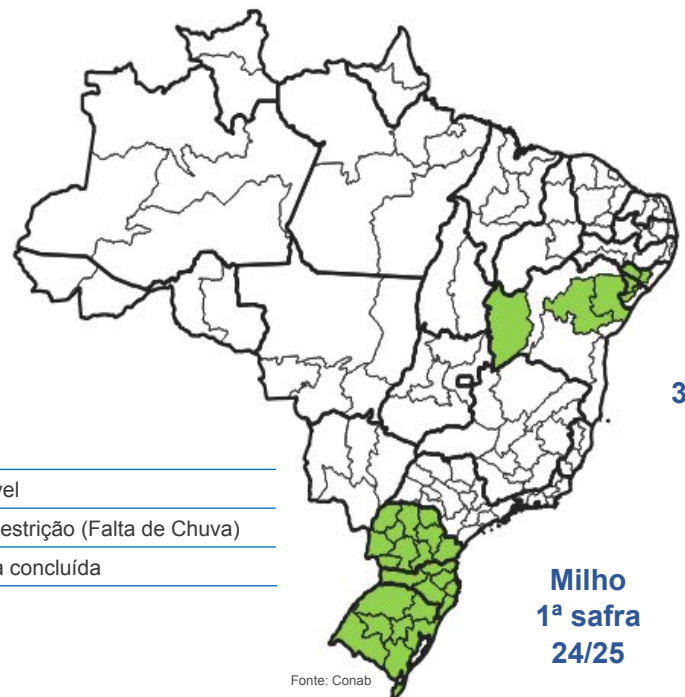 3
vel
estrição (Falta de Chuva)
a concluída
Milho
1ª safra
24/25
Fonte: Conab